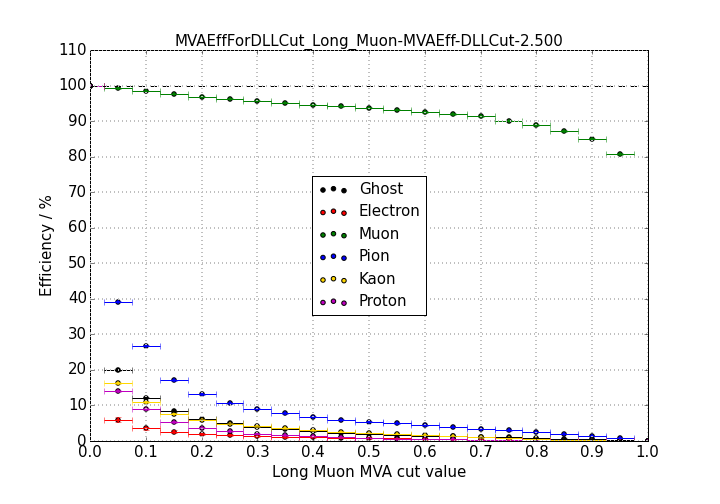 MVAEffForDLLCut_Long_Muon-MVAEff-DLLCut-2.500
110
100
90
80
70
60
50
40
30
20
10
0
Efficiency / %
Ghost
Electron
Muon
Pion
Kaon
Proton
0.0 0.1 0.2 0.3 0.4 0.5 0.6 0.7 0.8 0.9 1.0
Long Muon MVA cut value